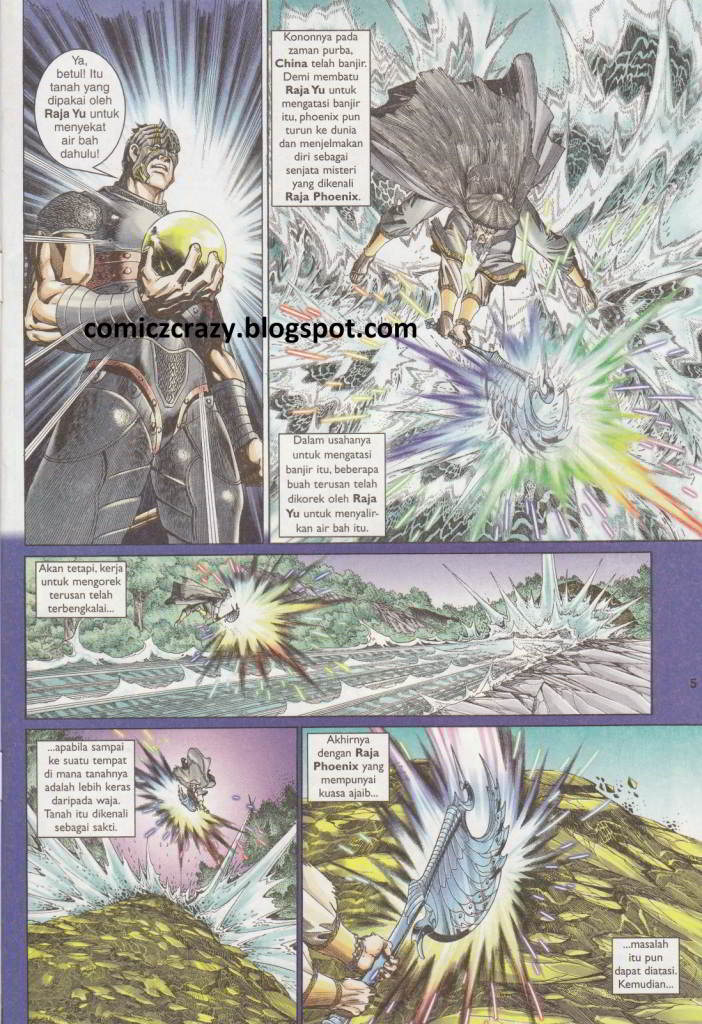 Ya,
betul! Itu
tanah yang
dipakai oleh
Raja Yu untuk
menyekat
air bah
dahulu!
Kononnya pada
zaman purba,
China telah banjir.
Demi membatu
Raja Yu untuk
mengatasi banjir
itu, phoenix pun
turun ke dunia
dan menjelmakan
diri sebagai
senjata misteri
yang dikenali
Raja Phoenix.
comiczcrazy.blogspot.com
Dalam usahanya
untuk mengatasi
banjir itu, beberapa
buah terusan telah
dikorek oleh Raja
Yu untuk menyalir-
kan air bah itu.
Akan tetapi, kerja
untuk mengorek
terusan telah
terbengkalai...
5
...apabila sampai
ke suatu tempat
di mana tanahnya
adalah lebih keras
daripada waja.
Tanah itu dikenali
sebagai sakti.
Akhirnya
dengan Raja
Phoenix yang
mempunyai
kuasa ajaib...
...masalah
itu pun
dapat diatasi.
Kemudian...